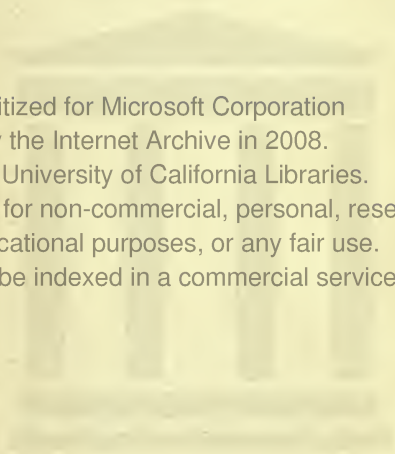 itized for Microsoft Corporation
the Internet Archive in 2008.
University of California Libraries.
for non-commercial, personal, rese
cational purposes, or any fair use.
be indexed in a commercial service